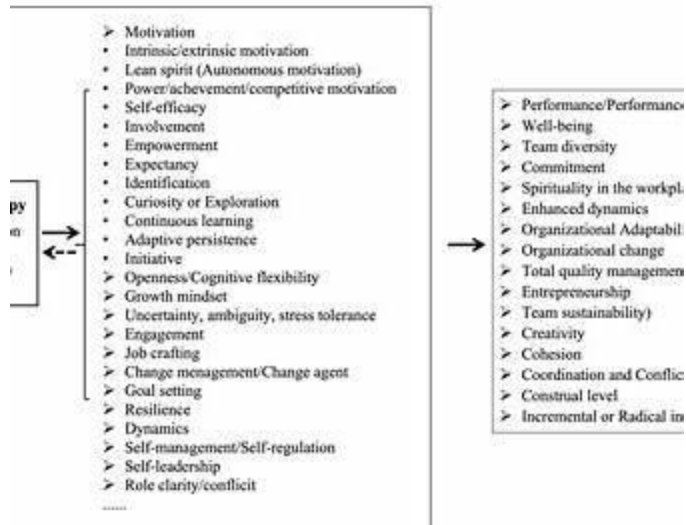 Motivation
Intrinsic/extrinsic motivation
Lean spirit (Autonomous motivation)
Power/achevement/competitive motivation
Self-efficacy
Involvement
Empowerment
Expectancy
Identification
Curiosity or Exploration
Continuous learning
Adaptive persistence
Initiative
Openness/Cognitive flexibility
Growth mindset
Uncertainty, ambiguity, stress tolerance
Engagement
Job crafting
Change menagement/Change agent
Goal setting
Resilience
Dynamics
Self-management/Self-regulation
Self-leadership
Role clarity/conflicit
......
Performance/Performance
Well-being
Team diversity
Commitment
Spirituality in the workpl
Enhanced dynamics
Organizational Adaptabil
Organizational change
Total quality managemen
Entrepreneurship
Team sustainability)
Creativity
Cohesion
Coordination and Conflic
Construal level
Incremental or Radical in